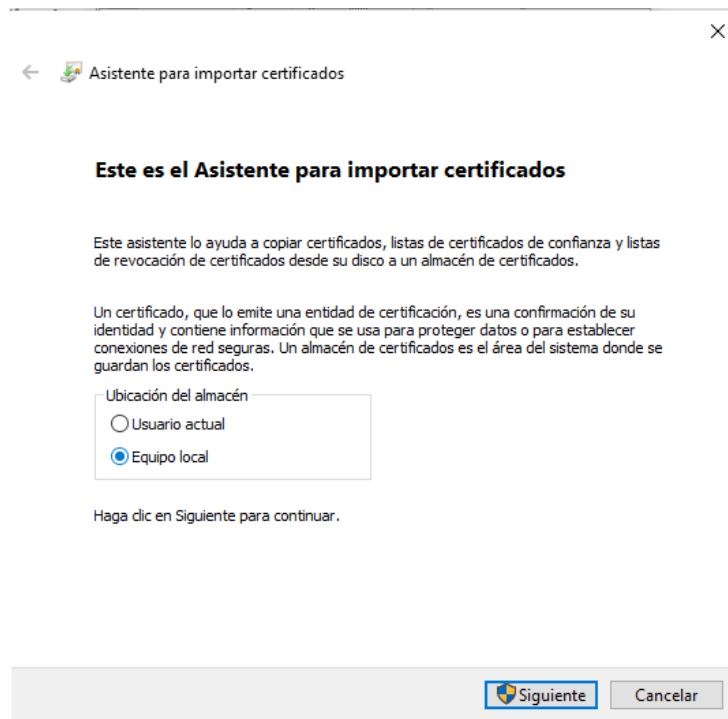 Asistente para importar certificados
Este es el Asistente para importar certificados
Este asistente lo ayuda a copiar certificados, listas de certificados de confianza y listas
de revocación de certificados desde su disco a un almacén de certificados.
Un certificado, que lo emite una entidad de certificación, es una confirmación de su
identidad y contiene información que se usa para proteger datos o para establecer
conexiones de red seguras. Un almacén de certificados es el área del sistema donde se
guardan los certificados.
Ubicación del almacén
Usuario actual
Equipo local
Haga clic en Siguiente para continuar.
Siguiente
Cancelar